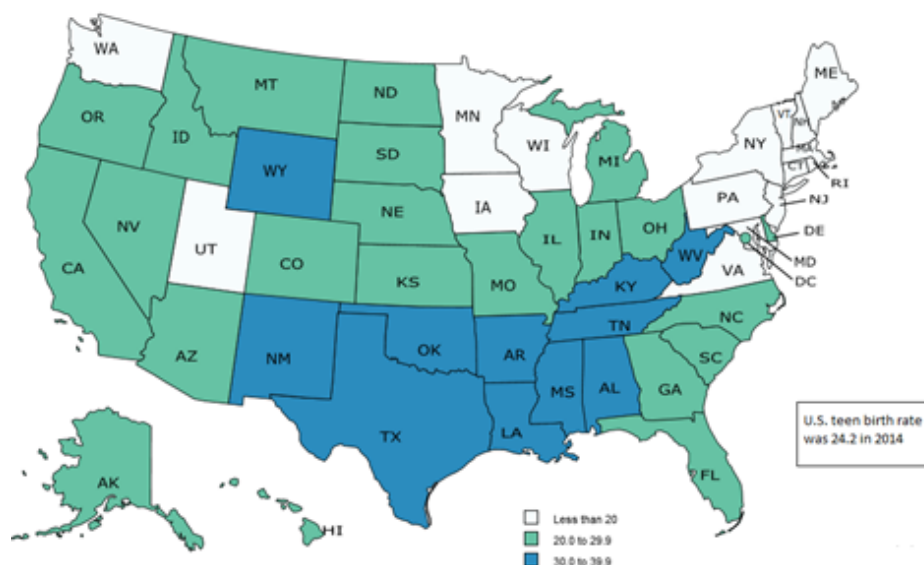 WA
ME
MT
ND
VT
NH
MN
OR
ID
NY
WI
SD
MI
MA
WY
CT
RI
PA
NJ
IA
NE
NV
OH
DE
UT
IL
IN
MD
CO
WV
CA
VA
DC
KS
MO
KY
NC
TN
OK
AZ
NM
AR
SC
MS
AL
GA
U.S. teen birth rate
was 24.2 in 2014
TX
LA
FL
AK
HI
Less than 20
20.0 to 29.9
30.0 to 39.9